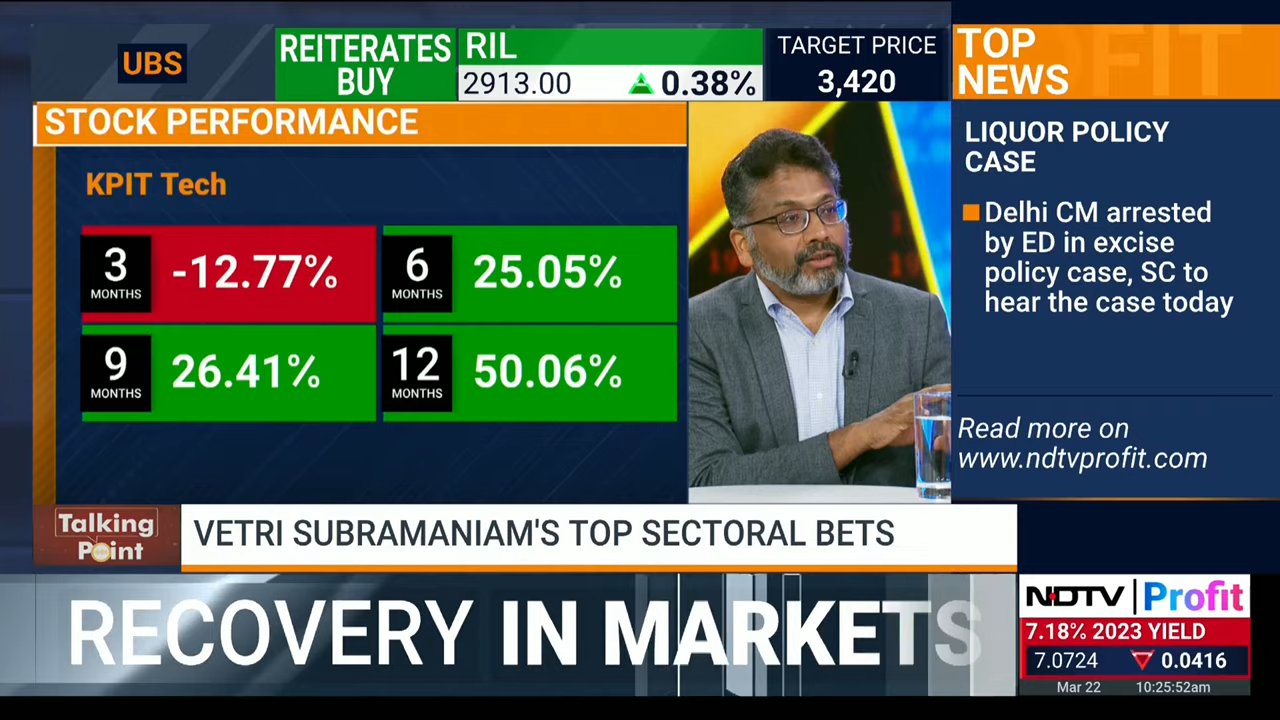 UBS
REITERATES
BUY
RIL
2913.00 0.38%
TARGET PRICE
3,420
TOP
NEWS
STOCK PERFORMANCE
KPIT Tech
3
MONTHS
-12.77%
6
MONTHS
25.05%
9
MONTHS
26.41%
12
MONTHS
50.06%
LIQUOR POLICY
CASE
Delhi CM arrested
by ED in excise
policy case, SC to
hear the case today
Read more on
www.ndtvprofit.com
Talking
Point
VETRI SUBRAMANIAM'S TOP SECTORAL BETS
RECOVERY IN MARKETS
NDTV Profit
7.18% 2023 YIELD
7.0724 0.0416
Mar 22 10:25:52am